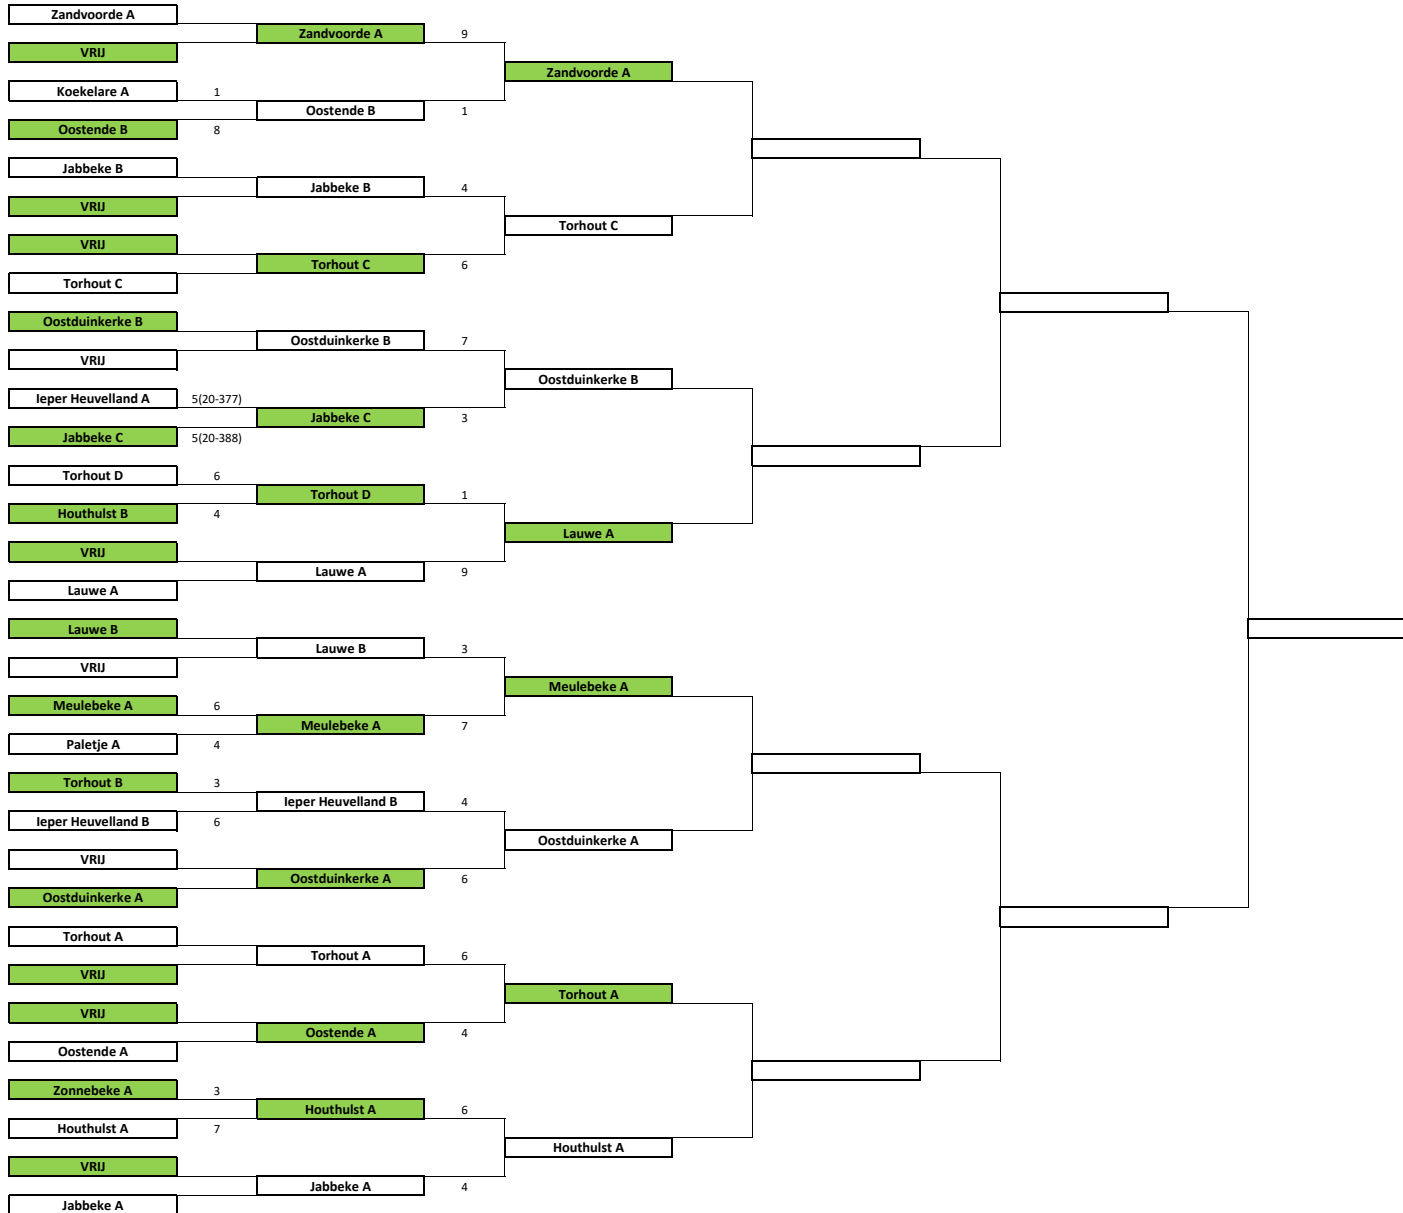 Zandvoorde A
Zandvoorde A 9
VRIJ
Zandvoorde A
Koekelare A 1
Oostende B 1
Oostende B 8
Jabbeke B
Jabbeke B 4
VRIJ
Torhout C
VRIJ
Torhout C 6
Torhout C
Oostduinkerke B
Oostduinkerke B 7
VRIJ
Oostduinkerke B
Ieper Heuvelland A 5(20-377)
Jabbeke C 3
Jabbeke C 5(20-388)
Torhout D 6
Torhout D 1
Houthulst B 4
Lauwe A
VRIJ
Lauwe A 9
Lauwe A
Lauwe B
Lauwe B 3
VRIJ
Meulebeke A
Meulebeke A 6
Meulebeke A 7
Paletje A 4
Torhout B 3
Ieper Heuvelland B 4
Ieper Heuvelland B 6
Oostduinkerke A
VRIJ
Oostduinkerke A 6
Oostduinkerke A
Torhout A
Torhout A 6
VRIJ
Torhout A
VRIJ
Oostende A 4
Oostende A
Zonnebeke A 3
Houthulst A 6
Houthulst A 7
Houthulst A
VRIJ
Jabbeke A 4
Jabbeke A